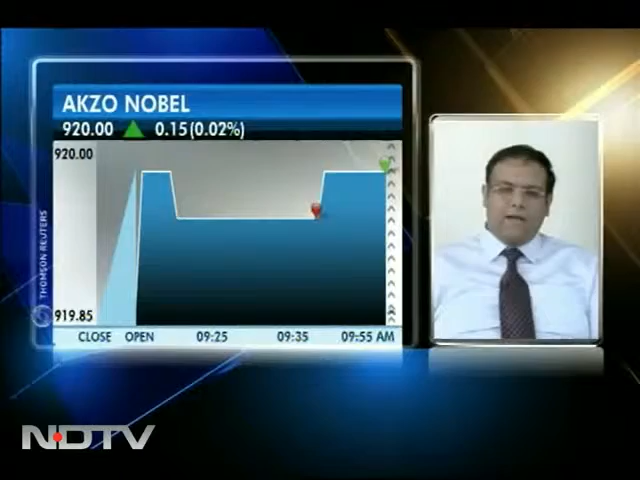 AKZO NOBEL
920.00 0.15 (0.02%)
920.00
THOMSON REUTERS
919.85
CLOSE OPEN 09:25 09:35 09:55 AM
NDTV